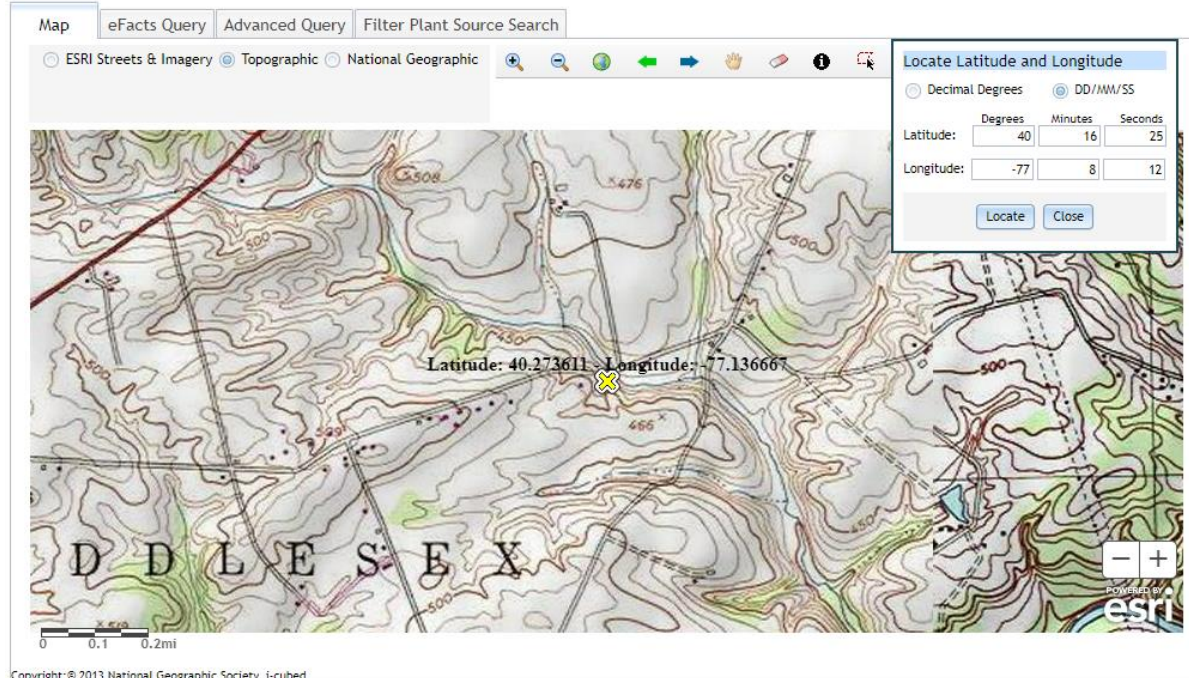 Map eFacts Query Advanced Query Filter Plant Source Search
ESRI Streets & Imagery Topographic National Geographic
Locate Latitude and Longitude
Decimal Degrees DD/MM/SS
Degrees Minutes Seconds
Latitude: 40 16 25
Longitude: -77 8 12
Locate Close
508
476
500
500
450
500
Latitude: 40.273611 - Longitude: -77.136667
500
466
450
D D L E S E X
500
POWERED BY
esri
0 0.1 0.2mi
Copyright:© 2013 National Geographic Society, i-cubed